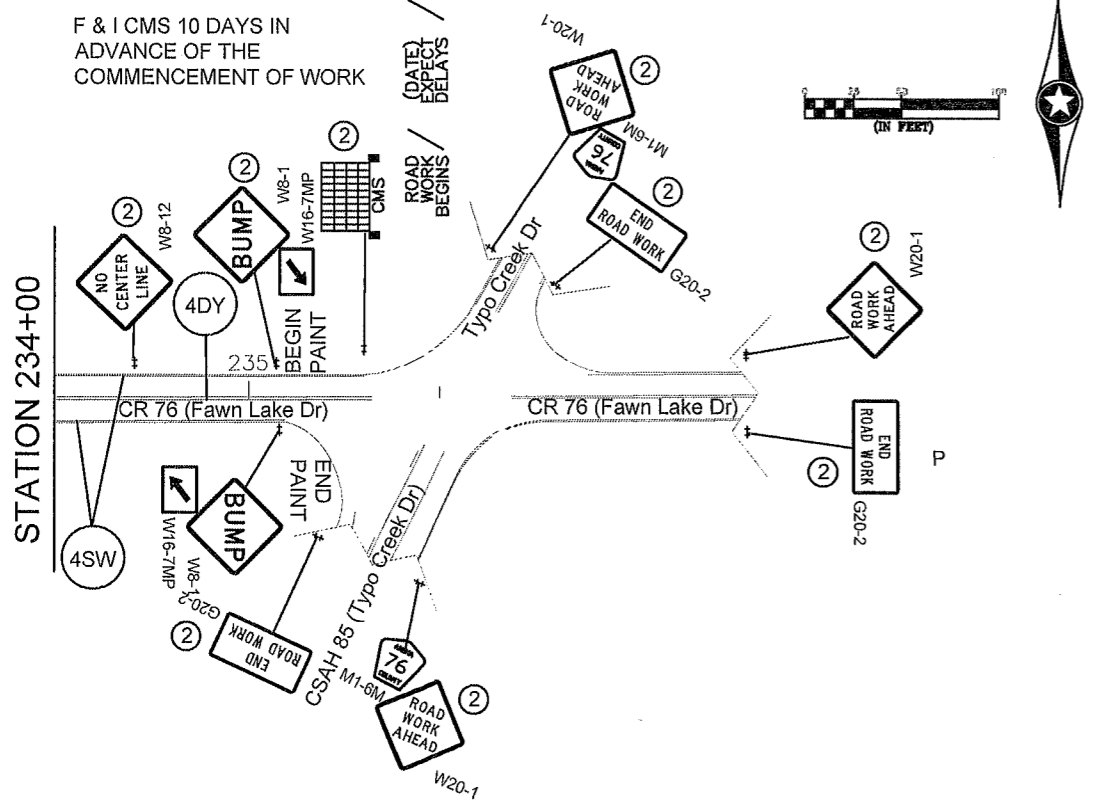 F & I CMS 10 DAYS IN
ADVANCE OF THE
COMMENCEMENT OF WORK
(DATE)
EXPECT
DELAYS
ROAD
WORK
BEGINS
2
CMS
2
BUMP
W8-1
W16-7MP
2
NO
CENTER
LINE
W8-12
4DY
STATION 234+00
235
BEGIN
PAINT
CR 76 (Fawn Lake Dr)
4SW
END
PAINT
BUMP
W16-7MP
W8-1
G20-2
2
END
ROAD WORK
CSAH 85 (Typo Creek Dr)
ANOKA
76
COUNTY
M1-6M
ROAD
WORK
AHEAD
2
W20-1
W20-1
ROAD
WORK
AHEAD
2
M1-6M
ANOKA
76
COUNTY
2
END
ROAD WORK
G20-2
Typo Creek Dr
CR 76 (Fawn Lake Dr)
2
W20-1
ROAD
WORK
AHEAD
END
ROAD WORK
2
G20-2
P
0
(IN FEET)